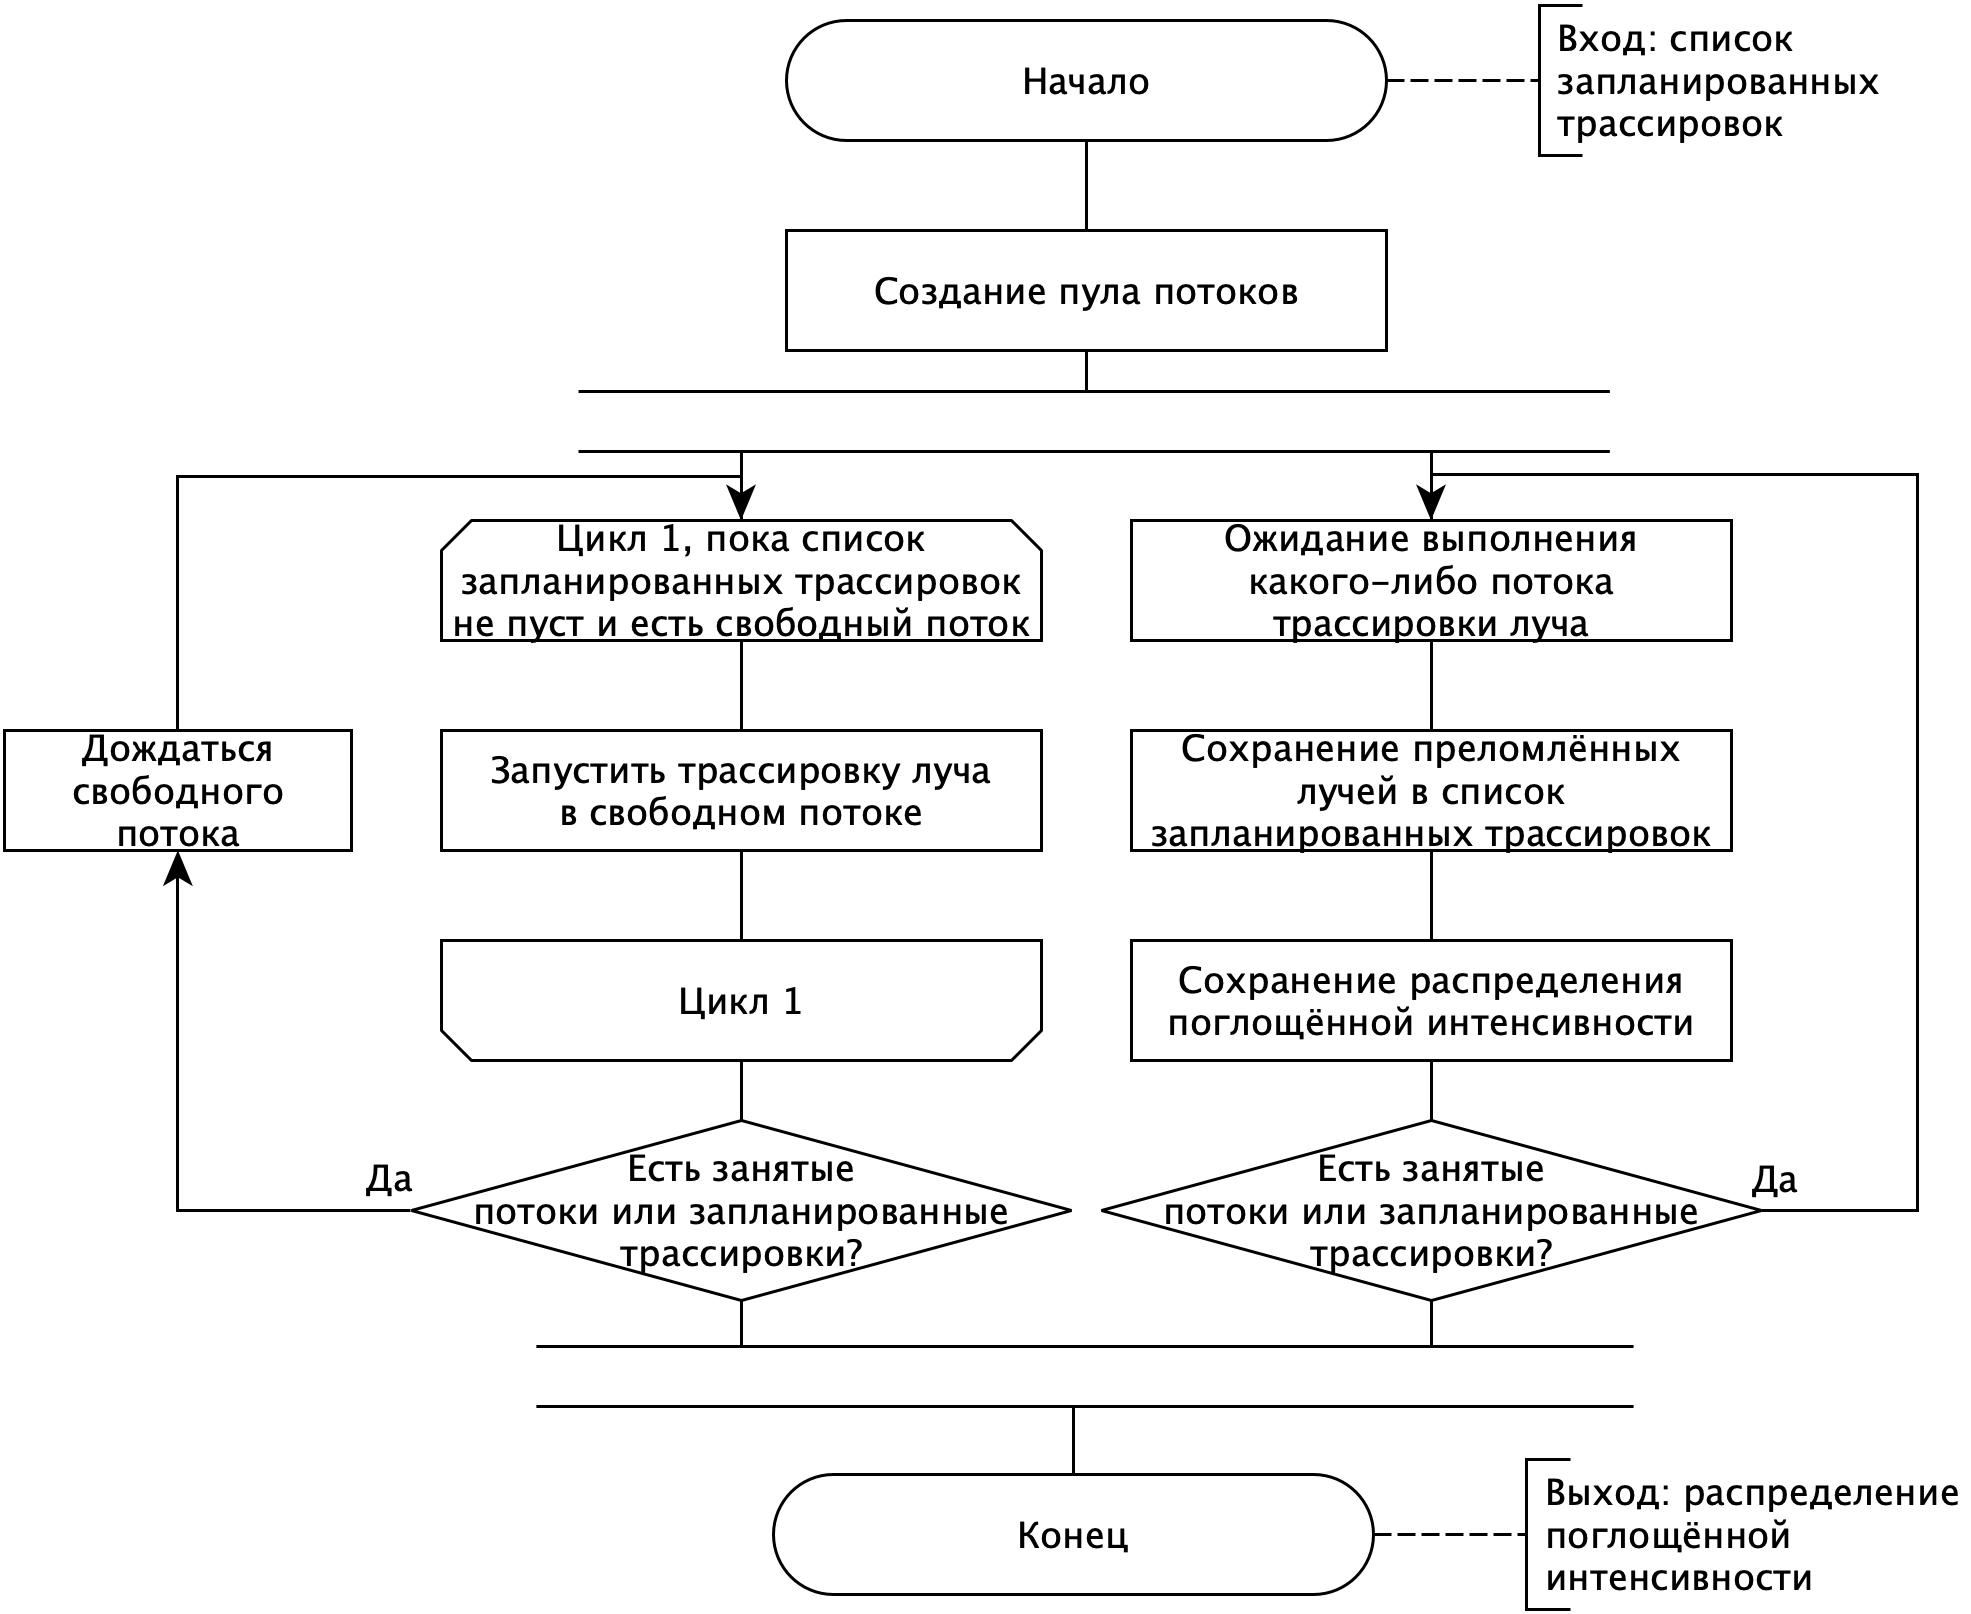 Начало
Вход: список
запланированных
трассировок
Создание пула потоков
Цикл 1, пока список
запланированных трассировок
не пуст и есть свободный поток
Ожидание выполнения
какого-либо потока
трассировки луча
Дождаться
свободного
потока
Запустить трассировку луча
в свободном потоке
Сохранение преломлённых
лучей в список
запланированных трассировок
Цикл 1
Сохранение распределения
поглощённой интенсивности
Да
Есть занятые
потоки или запланированные
трассировки?
Есть занятые
потоки или запланированные
трассировки?
Да
Конец
Выход: распределение
поглощённой
интенсивности